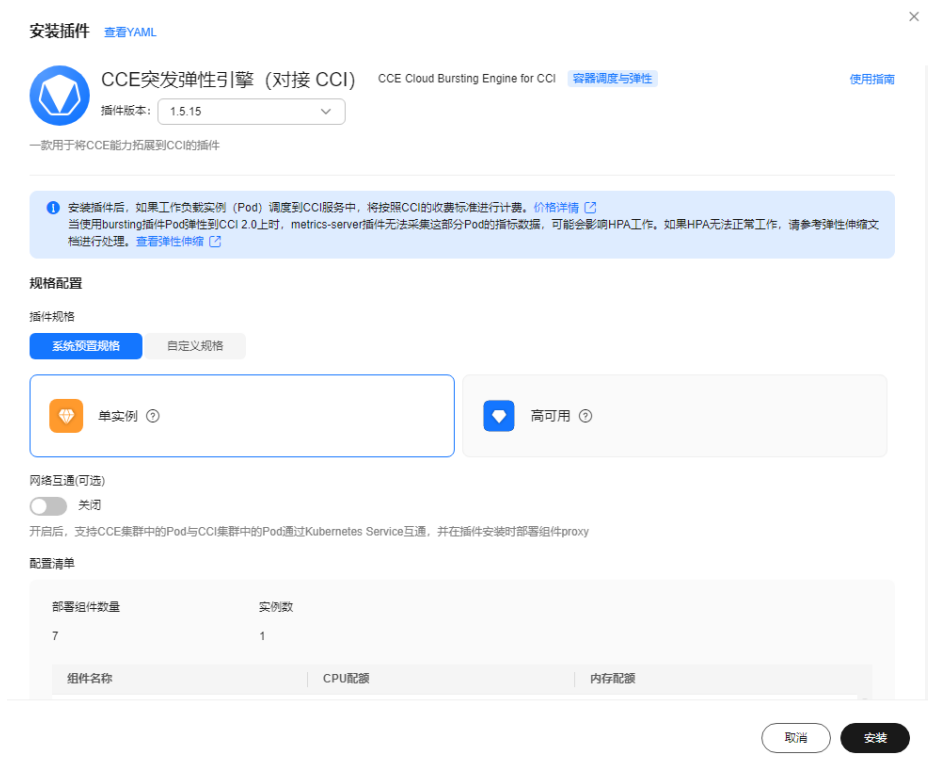 安装插件 查看YAML
CCE突发弹性引擎（对接 CCI） CCE Cloud Bursting Engine for CCI 容器调度与弹性 使用指南
插件版本： 1.5.15
一款用于将CCE能力拓展到CCI的插件
安装插件后，如果工作负载实例（Pod）调度到CCI服务中，将按照CCI的收费标准进行计费。价格详情
当使用bursting插件Pod弹性到CCI 2.0上时，metrics-server插件无法采集这部分Pod的指标数据，可能会影响HPA工作。如果HPA无法正常工作，请参考弹性伸缩文
档进行处理。查看弹性伸缩
规格配置
插件规格
系统预置规格 自定义规格
单实例 高可用
网络互通(可选)
关闭
开启后，支持CCE集群中的Pod与CCI集群中的Pod通过Kubernetes Service互通，并在插件安装时部署组件proxy
配置清单
部署组件数量 实例数
7 1
组件名称 CPU配额 内存配额
取消 安装